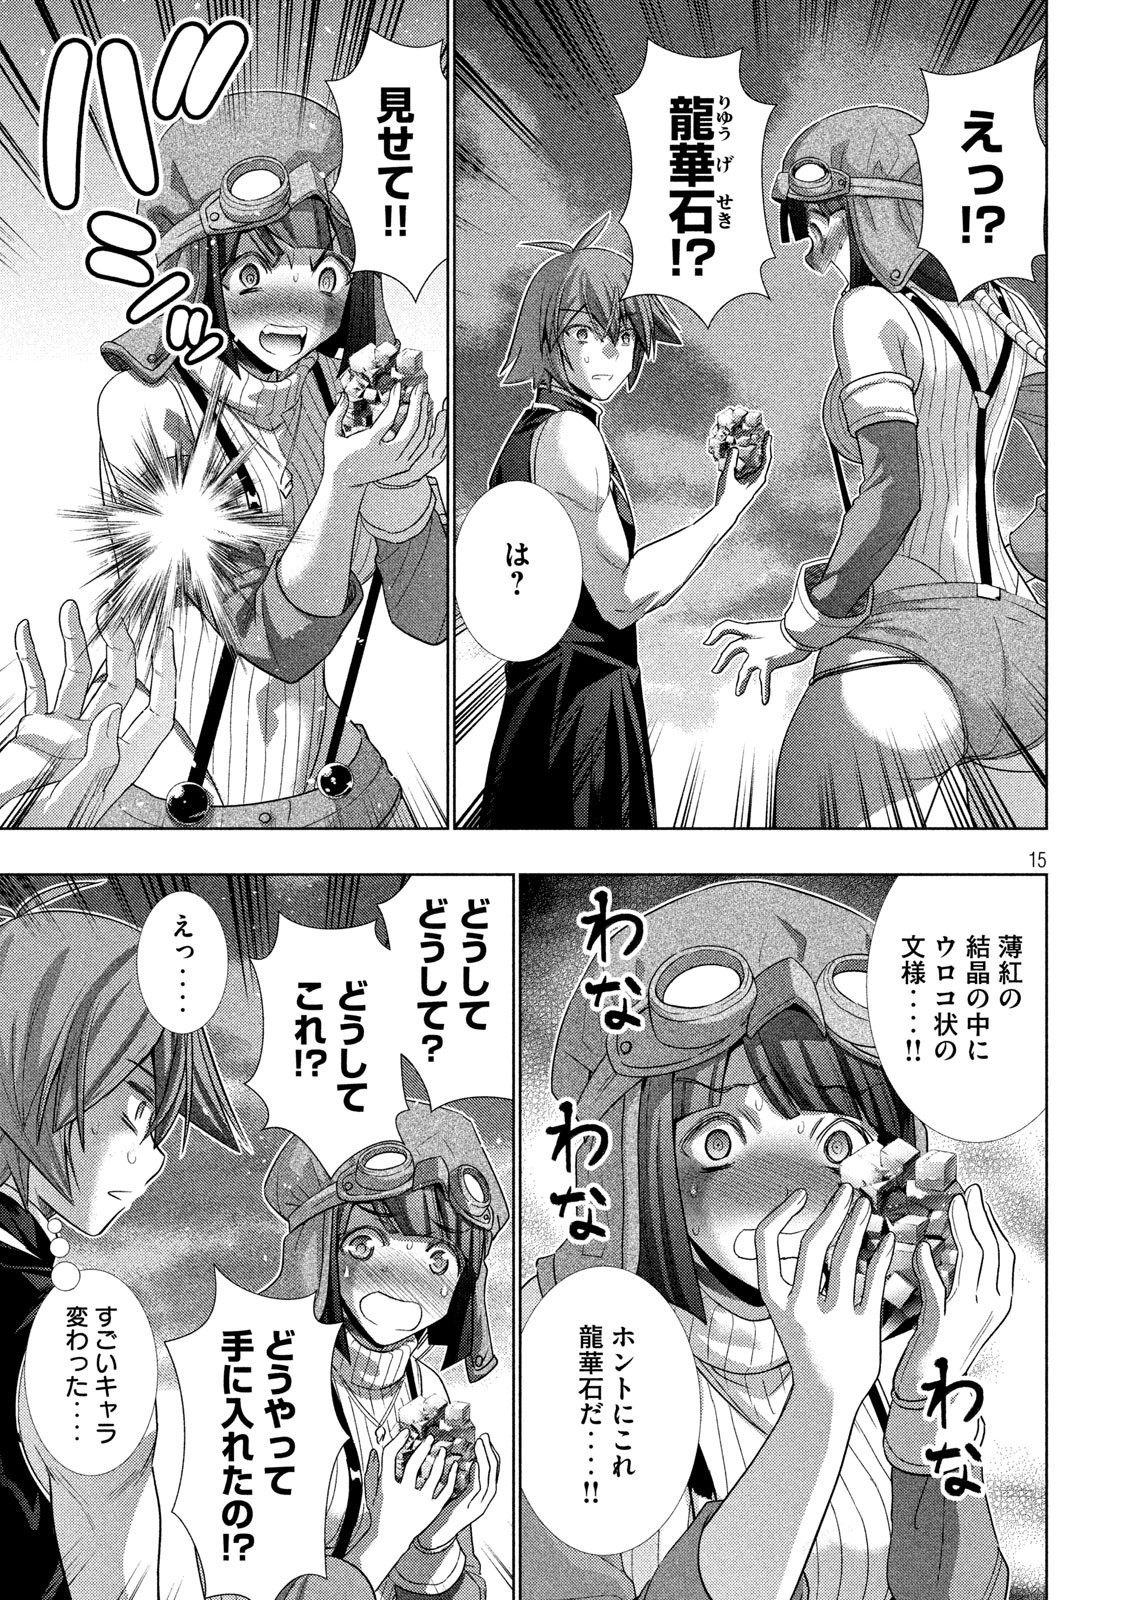 えっ!?
龍華石!?
りゅうげせき
は?
見せて!!
バ゛シッ
15
薄紅の
結晶の中に
ウロコ状の
文様‥‥!!
わな
わな
わな
ホントにこれ
龍華石だ‥‥!!
どうして
どうして?
どうして
これ!?
どうやって
手に入れたの!?
えっ‥‥
すごいキャラ
変わった‥‥